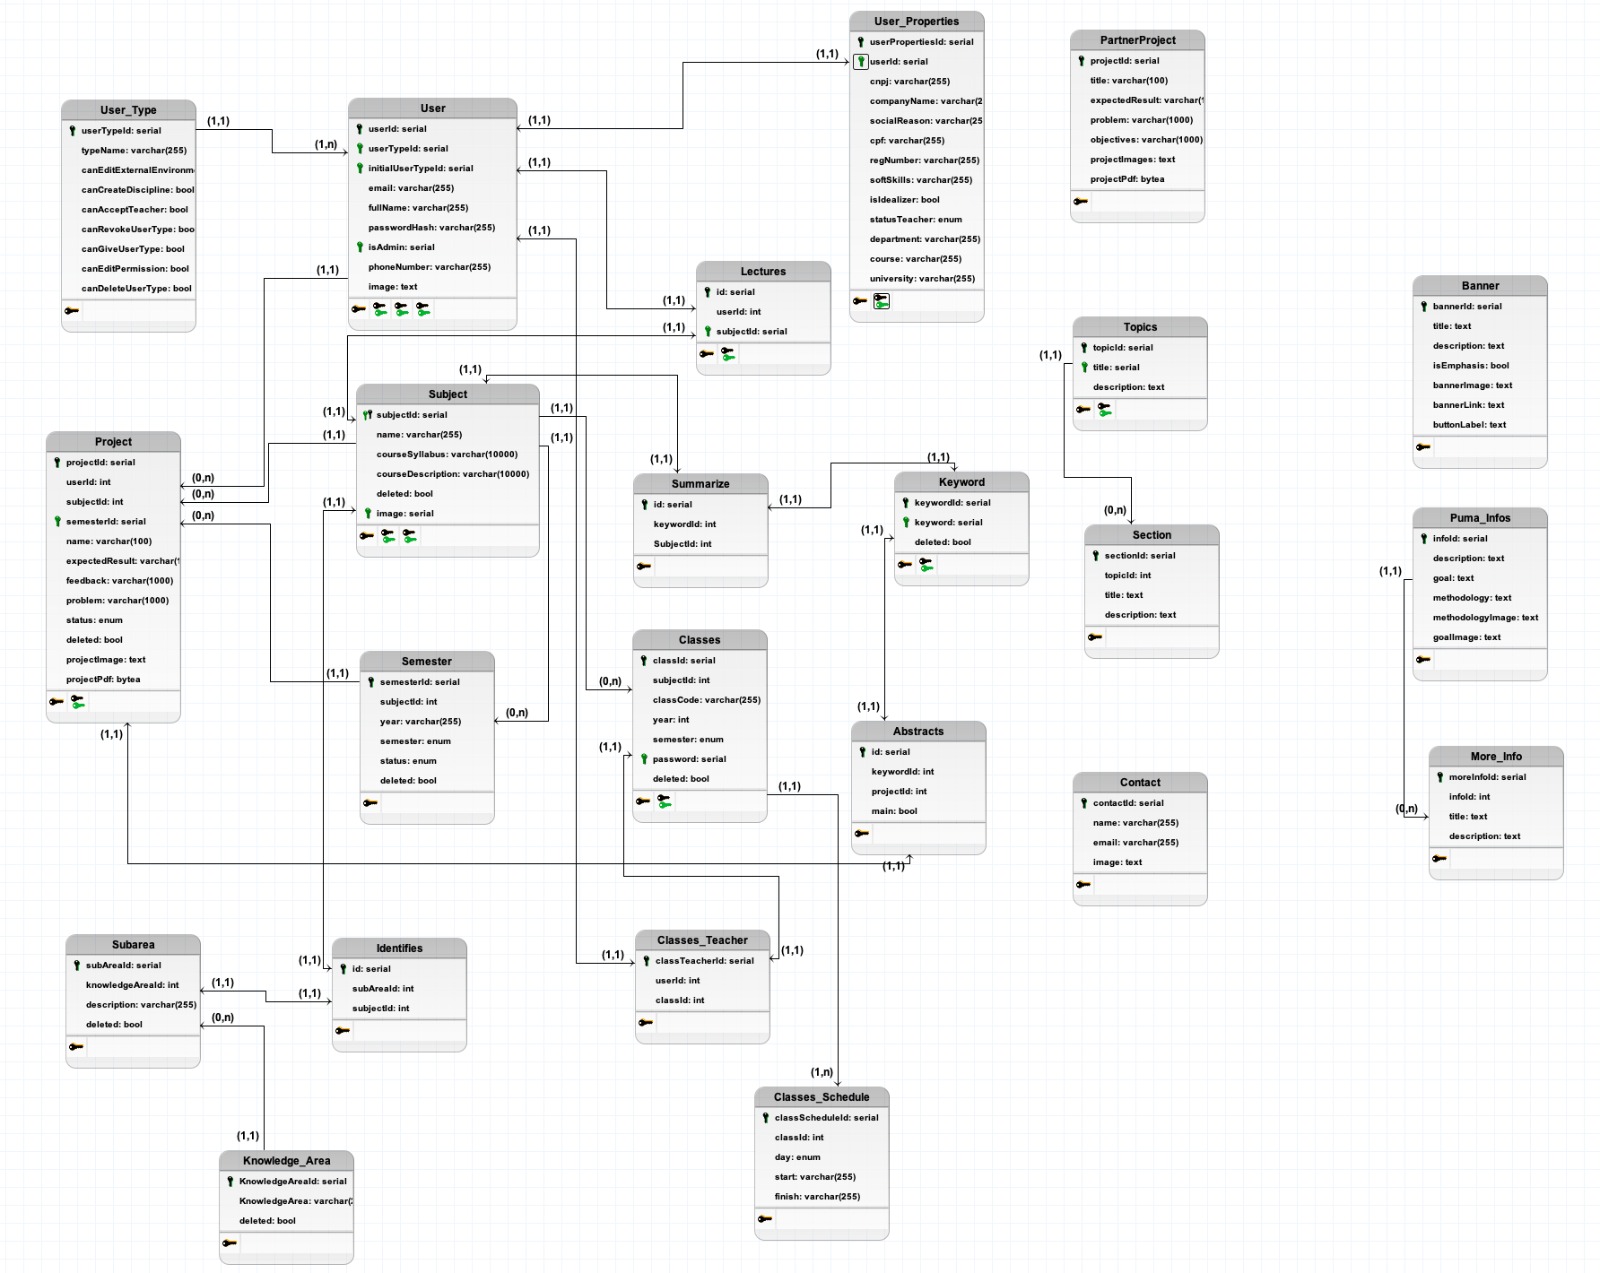 User_Type
userTypeId: serial
typeName: varchar(255)
canEditExternalEnvironm
canCreateDiscipline: bool
canAcceptTeacher: bool
canRevokeUserType: boo
canGiveUserType: bool
canEditPermission: bool
canDeleteUserType: bool
(1,1)
(1,n)
User
userId: serial
userTypeId: serial
initialUserTypeId: serial
email: varchar(255)
fullName: varchar(255)
passwordHash: varchar(255)
isAdmin: serial
phoneNumber: varchar(255)
image: text
(1,1)
(1,1)
(1,1)
(1,1)
(1,1)
User_Properties
userPropertiesId: serial
userId: serial
cnpj: varchar(255)
companyName: varchar(2
socialReason: varchar(25
cpf: varchar(255)
regNumber: varchar(255)
softSkills: varchar(255)
isIdealizer: bool
statusTeacher: enum
department: varchar(255)
course: varchar(255)
university: varchar(255)
PartnerProject
projectId: serial
title: varchar(100)
expectedResult: varchar(1
problem: varchar(1000)
objectives: varchar(1000)
projectImages: text
projectPdf: bytea
Lectures
id: serial
userId: int
subjectId: serial
(1,1)
(1,1)
Banner
bannerId: serial
title: text
description: text
isEmphasis: bool
bannerImage: text
bannerLink: text
buttonLabel: text
Topics
topicId: serial
title: serial
description: text
(1,1)
(0,n)
Subject
subjectId: serial
name: varchar(255)
courseSyllabus: varchar(10000)
courseDescription: varchar(10000)
deleted: bool
image: serial
(1,1)
(1,1)
(1,1)
(1,1)
(1,1)
(1,1)
Project
projectId: serial
userId: int
subjectId: int
semesterId: serial
name: varchar(100)
expectedResult: varchar(1
feedback: varchar(1000)
problem: varchar(1000)
status: enum
deleted: bool
projectImage: text
projectPdf: bytea
(0,n)
(0,n)
(0,n)
(1,1)
Summarize
id: serial
keywordId: int
SubjectId: int
(1,1)
(1,1)
Keyword
keywordId: serial
keyword: serial
deleted: bool
(1,1)
(1,1)
Section
sectionId: serial
topicId: int
title: text
description: text
Puma_Infos
infoId: serial
description: text
goal: text
methodology: text
methodologyImage: text
goalImage: text
(1,1)
Semester
semesterId: serial
subjectId: int
year: varchar(255)
semester: enum
status: enum
deleted: bool
(1,1)
(0,n)
Classes
classId: serial
subjectId: int
classCode: varchar(255)
year: int
semester: enum
password: serial
deleted: bool
(0,n)
(1,1)
(1,1)
Abstracts
id: serial
keywordId: int
projectId: int
main: bool
(1,1)
(1,1)
Contact
contactId: serial
name: varchar(255)
email: varchar(255)
image: text
More_Info
moreInfoId: serial
infoId: int
title: text
description: text
(0,n)
Subarea
subAreaId: serial
knowledgeAreaId: int
description: varchar(255)
deleted: bool
(1,1)
(0,n)
Identifies
id: serial
subAreaId: int
subjectId: int
(1,1)
(1,1)
Classes_Teacher
classTeacherId: serial
userId: int
classId: int
(1,1)
(1,1)
Classes_Schedule
classScheduleId: serial
classId: int
day: enum
start: varchar(255)
finish: varchar(255)
(1,n)
Knowledge_Area
KnowledgeAreaId: serial
KnowledgeArea: varchar(2
deleted: bool
(1,1)